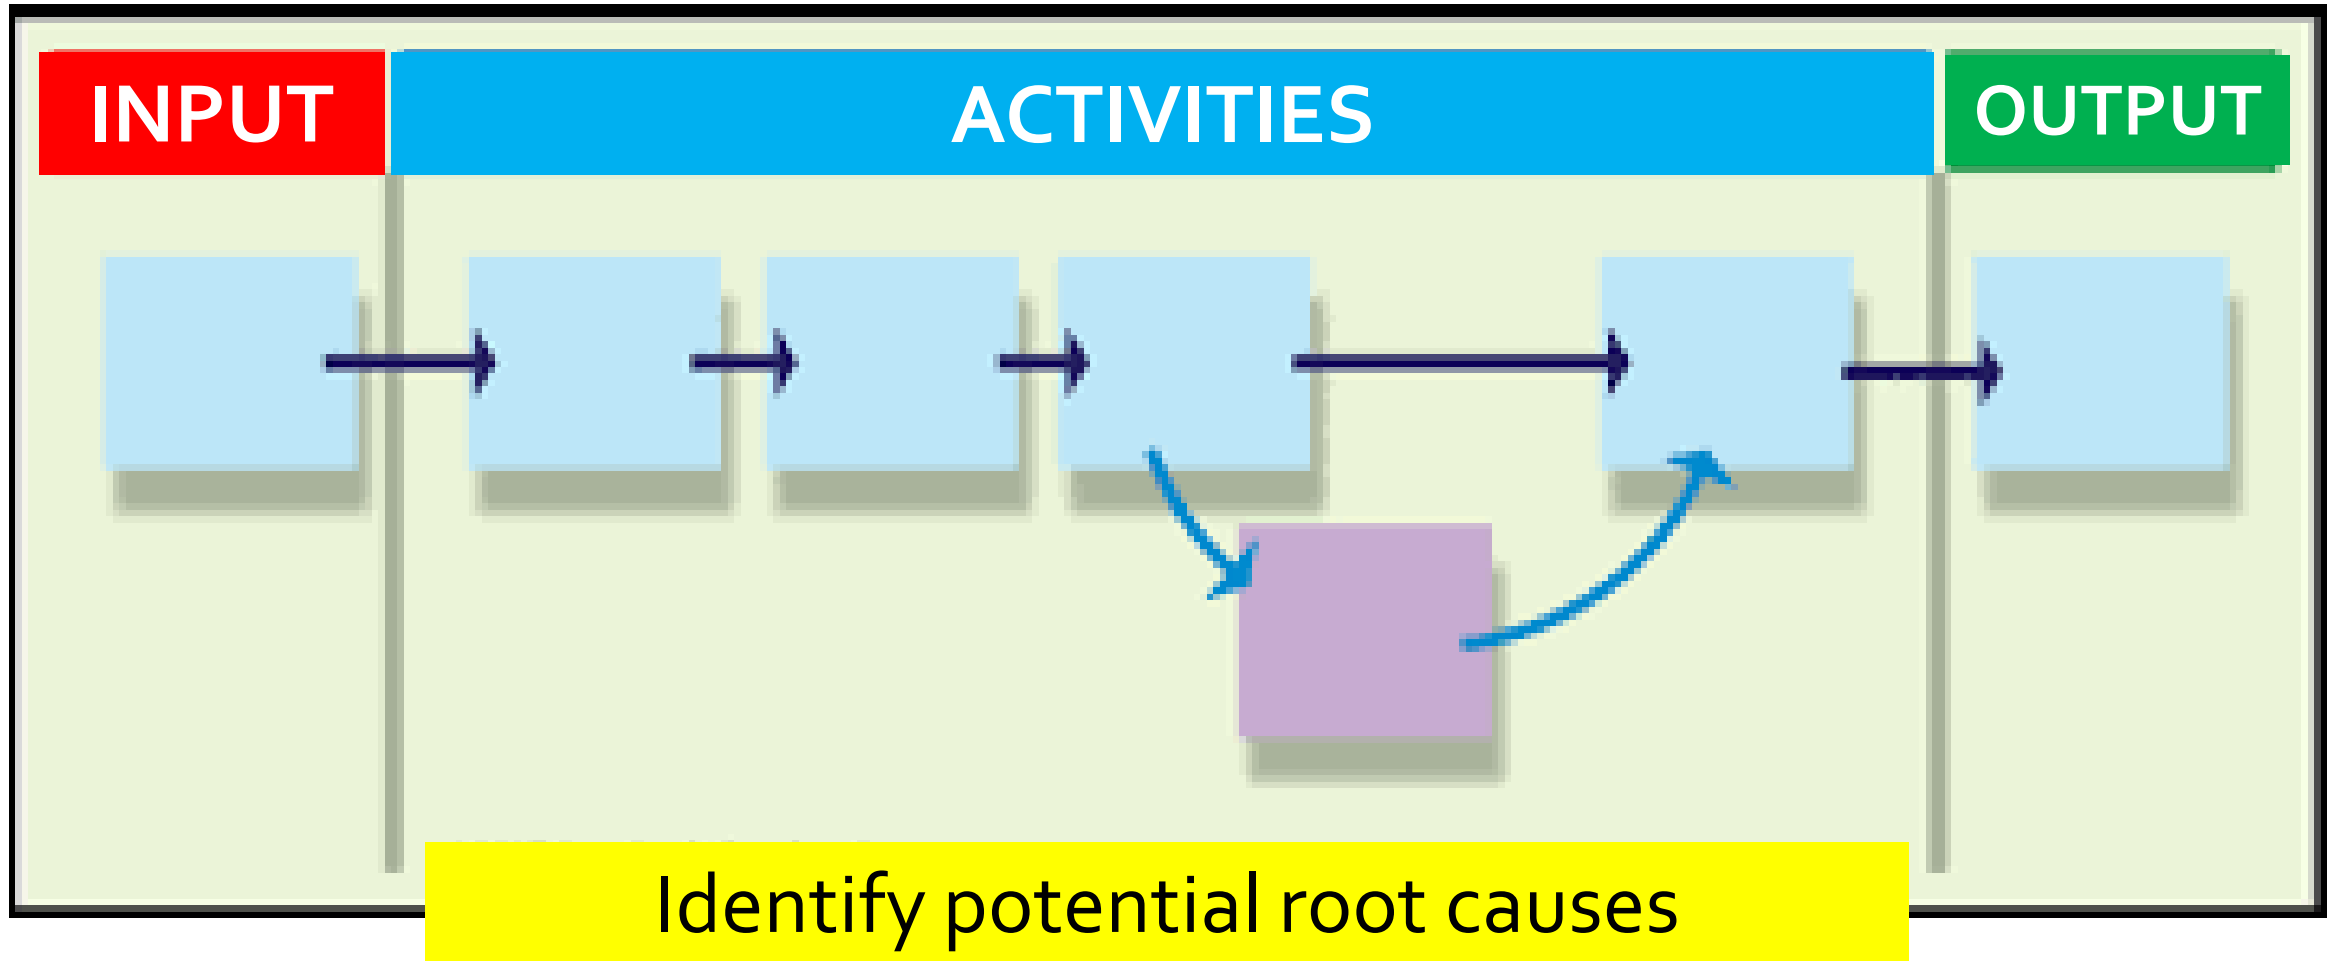 INPUT
ACTIVITIES
OUTPUT
Identify potential root causes